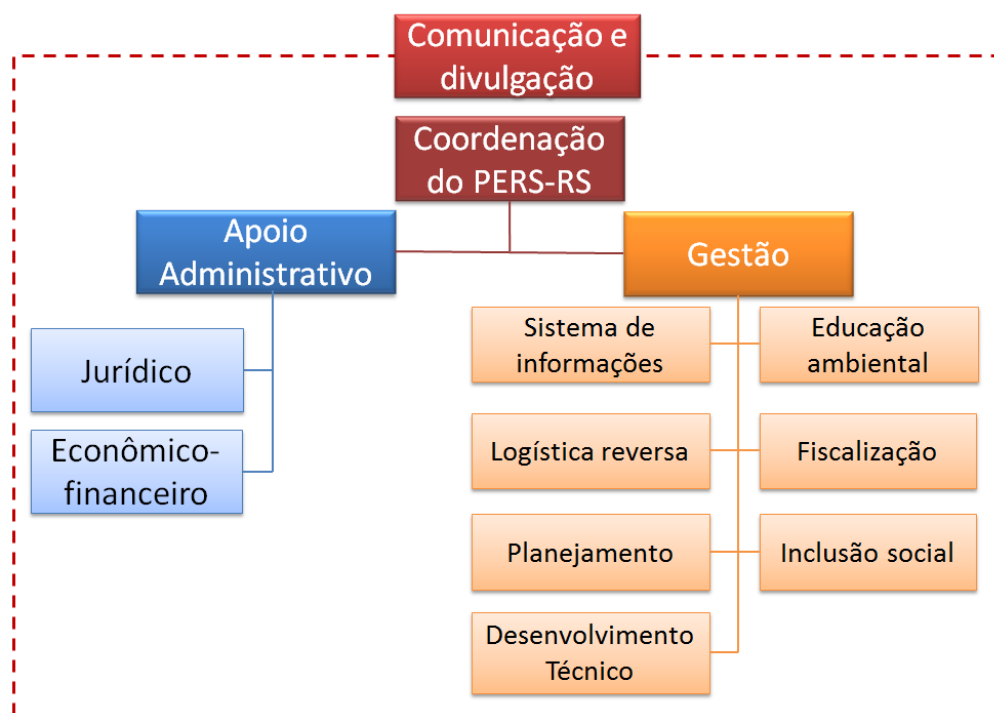 Comunicação e
divulgação
Coordenação
do PERS-RS
Apoio
Administrativo
Gestão
Jurídico
Econômico-
financeiro
Sistema de
informações
Educação
ambiental
Logística reversa
Fiscalização
Planejamento
Inclusão social
Desenvolvimento
Técnico